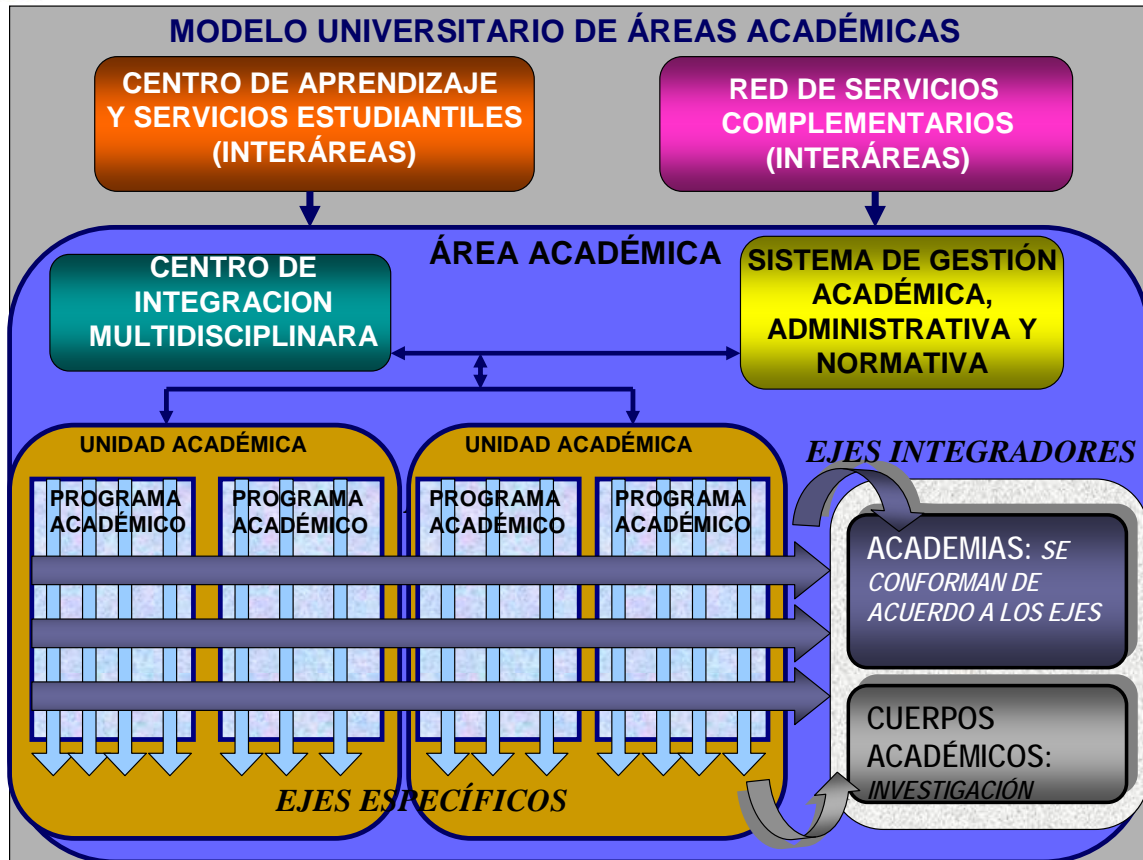 MODELO UNIVERSITARIO DE ÁREAS ACADÉMICAS
CENTRO DE APRENDIZAJE
Y SERVICIOS ESTUDIANTILES
(INTERÁREAS)
RED DE SERVICIOS
COMPLEMENTARIOS
(INTERÁREAS)
ÁREA ACADÉMICA
CENTRO DE
INTEGRACION
MULTIDISCIPLINARA
SISTEMA DE GESTIÓN
ACADÉMICA,
ADMINISTRATIVA Y
NORMATIVA
UNIDAD ACADÉMICA
UNIDAD ACADÉMICA
PROGRAMA
ACADÉMICO
PROGRAMA
ACADÉMICO
PROGRAMA
ACADÉMICO
PROGRAMA
ACADÉMICO
EJES INTEGRADORES
ACADEMIAS: SE
CONFORMAN DE
ACUERDO A LOS EJES
CUERPOS
ACADÉMICOS:
INVESTIGACIÓN
EJES ESPECÍFICOS